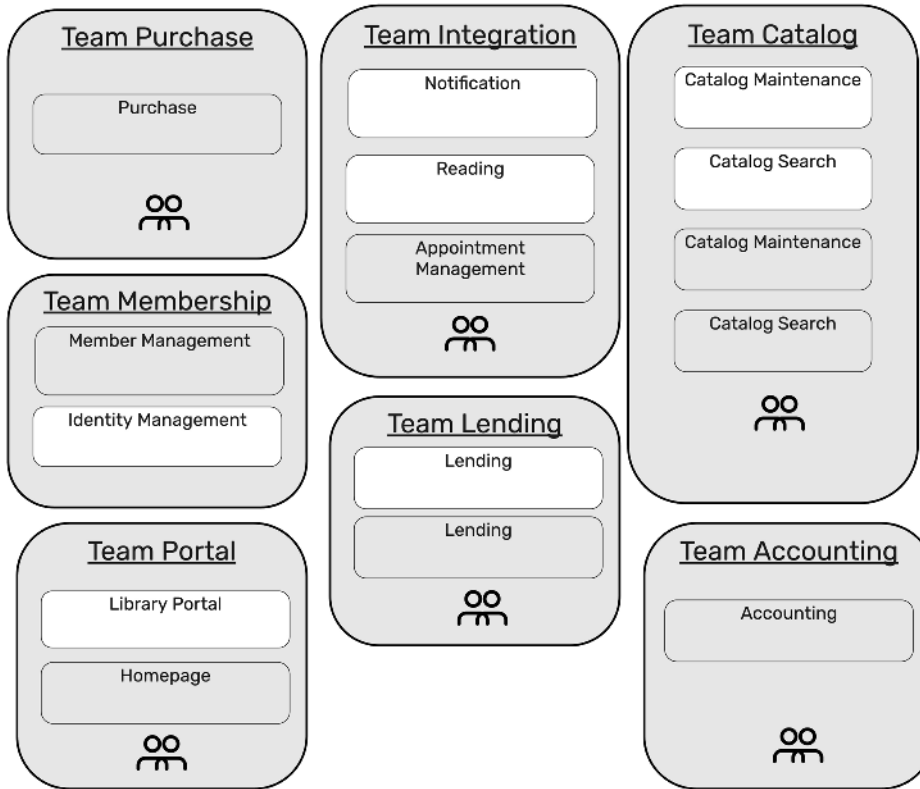 Team Purchase
Purchase
Team Integration
Notification
Reading
Appointment
Management
Team Catalog
Catalog Maintenance
Catalog Search
Catalog Maintenance
Catalog Search
Team Membership
Member Management
Identity Management
Team Lending
Lending
Lending
Team Portal
Library Portal
Homepage
Team Accounting
Accounting